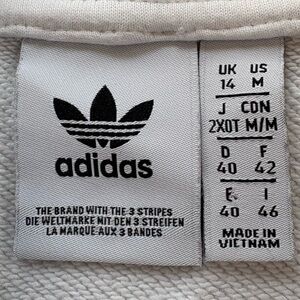 adidas
THE BRAND WITH THE 3 STRIPES
DIE WELTMARKE MIT DEN 3 STREIFEN
LA MARQUE AUX 3 BANDES
UK US
14 M
J CDN
2XOT M/M
D F
40 42
E I
40 46
MADE IN
VIETNAM